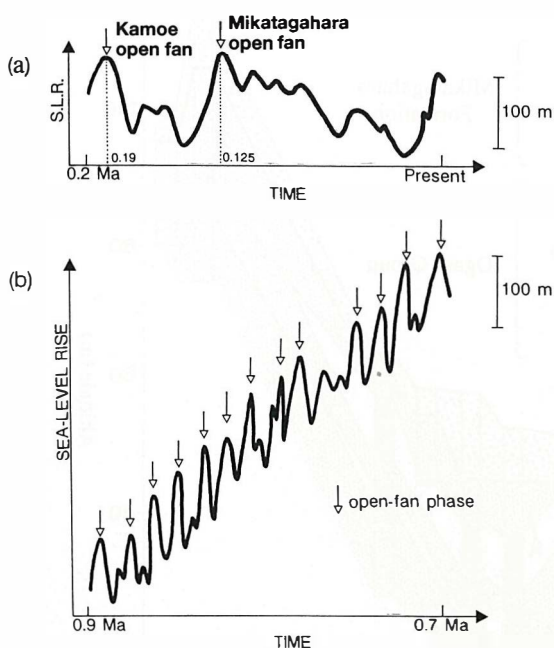 Kamoe
open fan
Mikatagahara
open fan
(a)
S.L.R.
100 m
0.19
0.125
0.2 Ma
Present
TIME
(b)
100 m
SEA-LEVEL RISE
open-fan phase
0.9 Ma
0.7 Ma
TIME